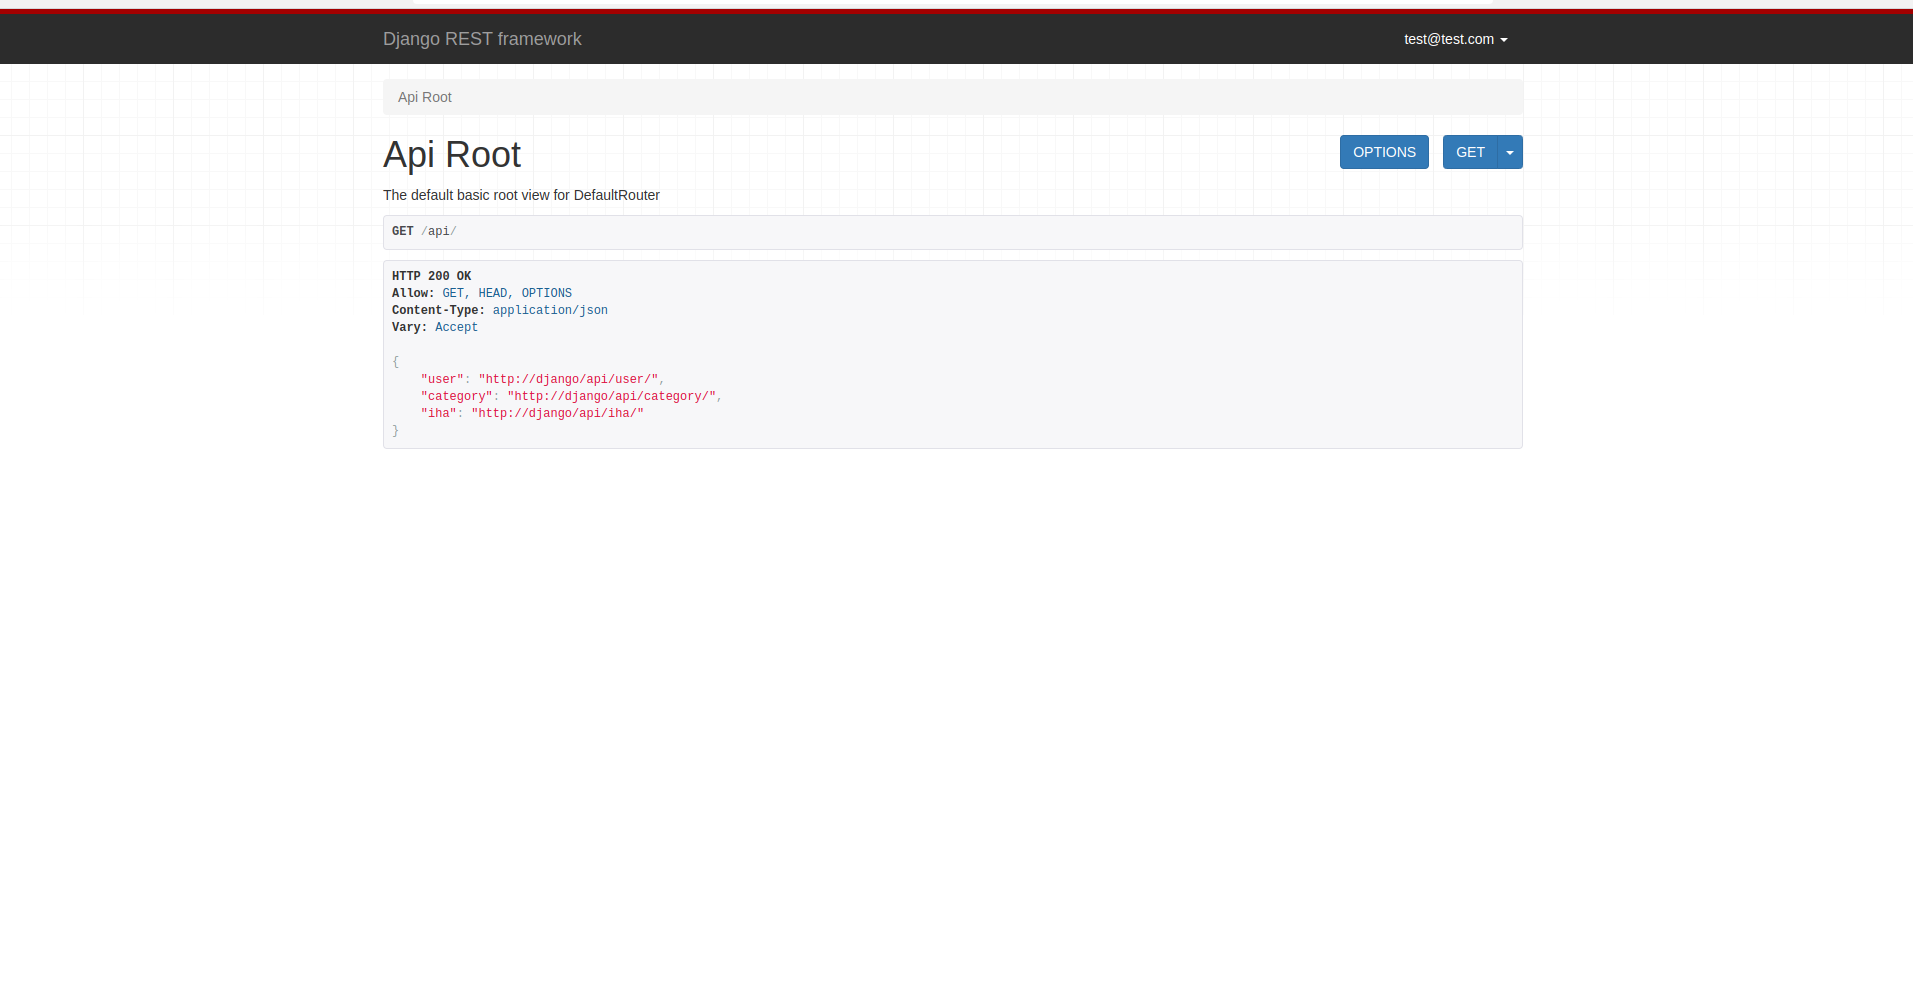 Django REST framework
test@test.com
Api Root
Api Root
OPTIONS
GET
The default basic root view for DefaultRouter
GET /api/
HTTP 200 OK
Allow: GET, HEAD, OPTIONS
Content-Type: application/json
Vary: Accept
{
    "user": "http://django/api/user/",
    "category": "http://django/api/category/",
    "iha": "http://django/api/iha/"
}